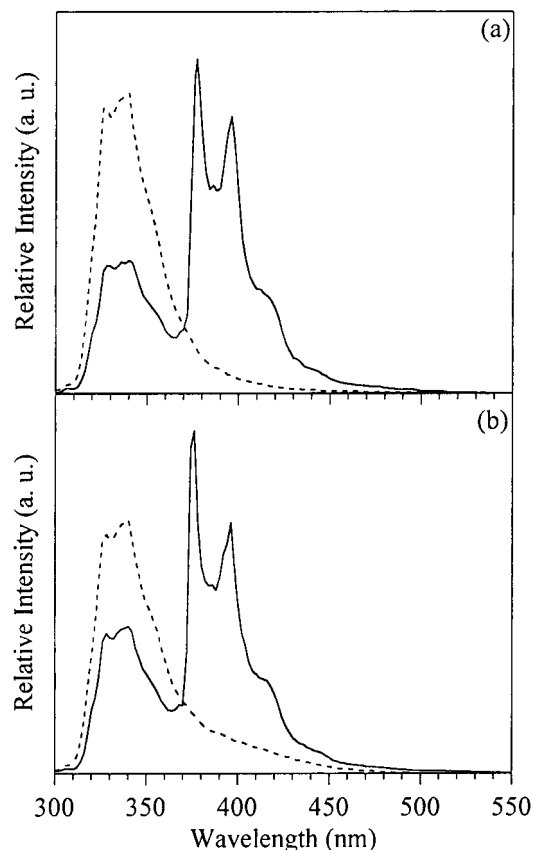 (a)
Relative Intensity (a. u.)
(b)
Relative Intensity (a. u.)
300 350 400 450 500 550
Wavelength (nm)